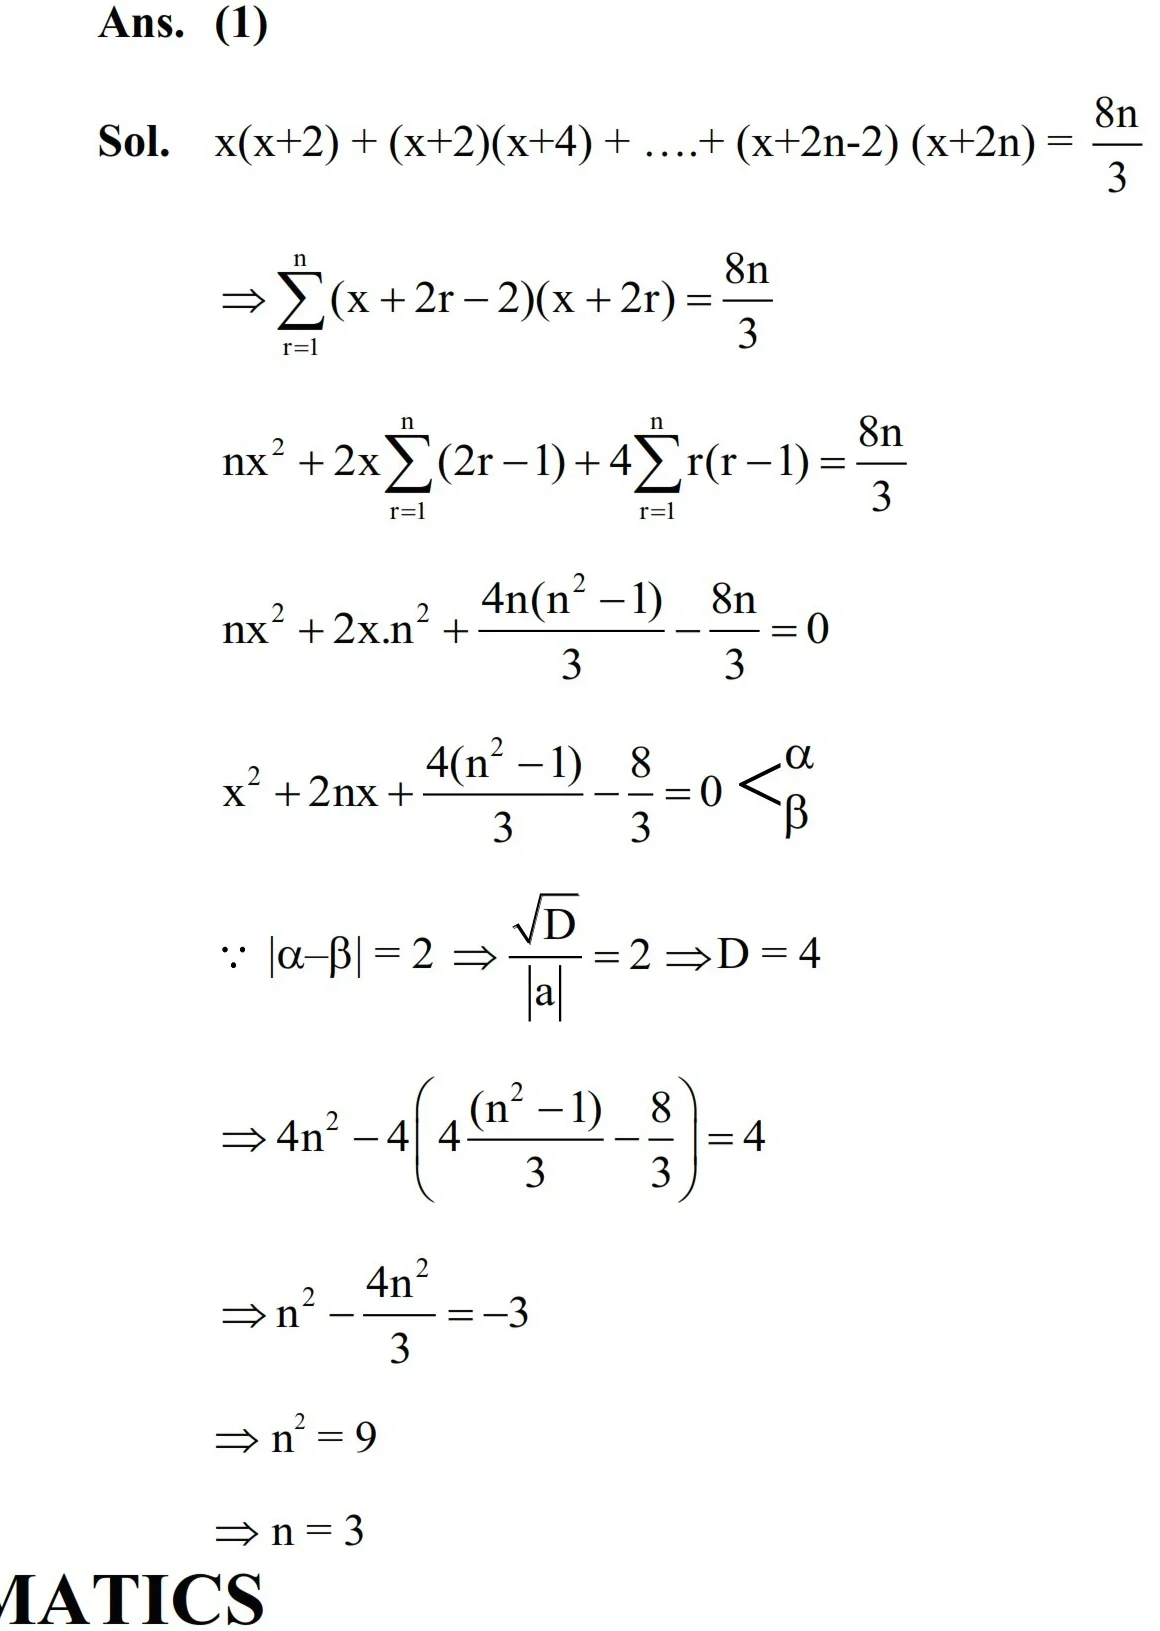 Ans. (1)
Sol. x(x+2) + (x+2)(x+4) + ….+ (x+2n-2) (x+2n) = 8n/3
⇒ ∑_{r=1}^{n} (x + 2r − 2)(x + 2r) = 8n/3
nx² + 2x ∑_{r=1}^{n} (2r − 1) + 4 ∑_{r=1}^{n} r(r − 1) = 8n/3
nx² + 2x.n² + 4n(n² − 1)/3 − 8n/3 = 0
x² + 2nx + 4(n² − 1)/3 − 8/3 = 0 < α β
∵ |α–β| = 2 ⇒ √D/|a| = 2 ⇒ D = 4
⇒ 4n² − 4(4 (n² − 1)/3 − 8/3) = 4
⇒ n² − 4n²/3 = −3
⇒ n² = 9
⇒ n = 3
MATICS